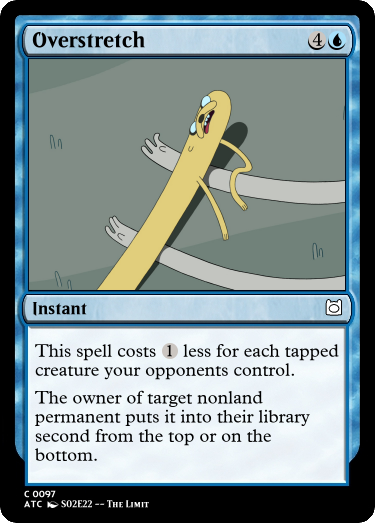 Overstretch 4
Instant
This spell costs 1 less for each tapped
creature your opponents control.
The owner of target nonland
permanent puts it into their library
second from the top or on the
bottom.
C 0097
ATC S02E22 -- The Limit